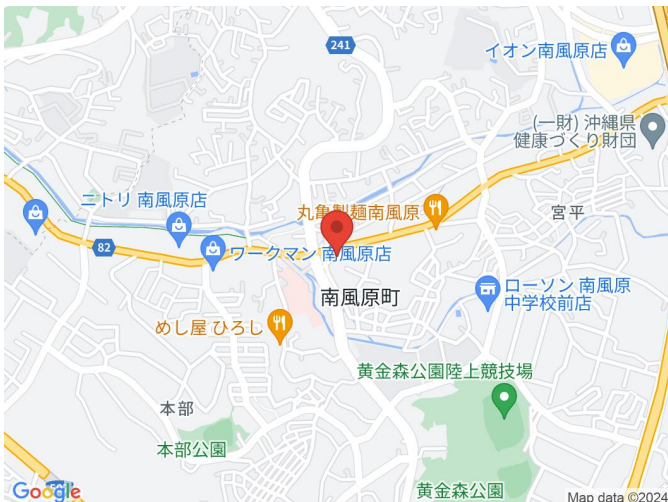 241
イオン南風原店
(一財) 沖縄県
健康づくり財団
ニトリ 南風原店
丸亀製麺南風原
宮平
82
ワークマン 南風原店
南風原町
ローソン 南風原
中学校前店
めし屋 ひろし
黄金森公園陸上競技場
本部
本部公園
黄金森公園
Google
Map data ©2024